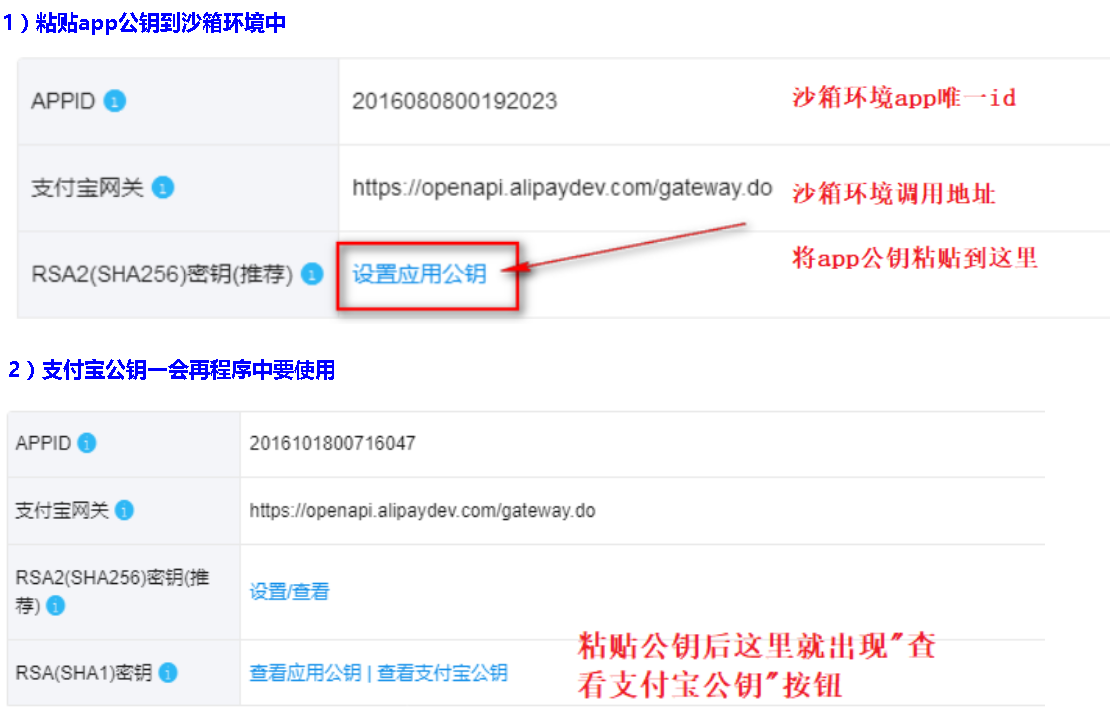 1）粘贴app公钥到沙箱环境中
APPID
2016080800192023
沙箱环境app唯一id
支付宝网关
https://openapi.alipaydev.com/gateway.do
沙箱环境调用地址
将app公钥粘贴到这里
RSA2(SHA256)密钥(推荐)
设置应用公钥
2）支付宝公钥一会再程序中要使用
APPID
2016101800716047
支付宝网关
https://openapi.alipaydev.com/gateway.do
RSA2(SHA256)密钥(推
荐)
设置/查看
RSA(SHA1)密钥
查看应用公钥 | 查看支付宝公钥
粘贴公钥后这里就出现"查
看支付宝公钥"按钮